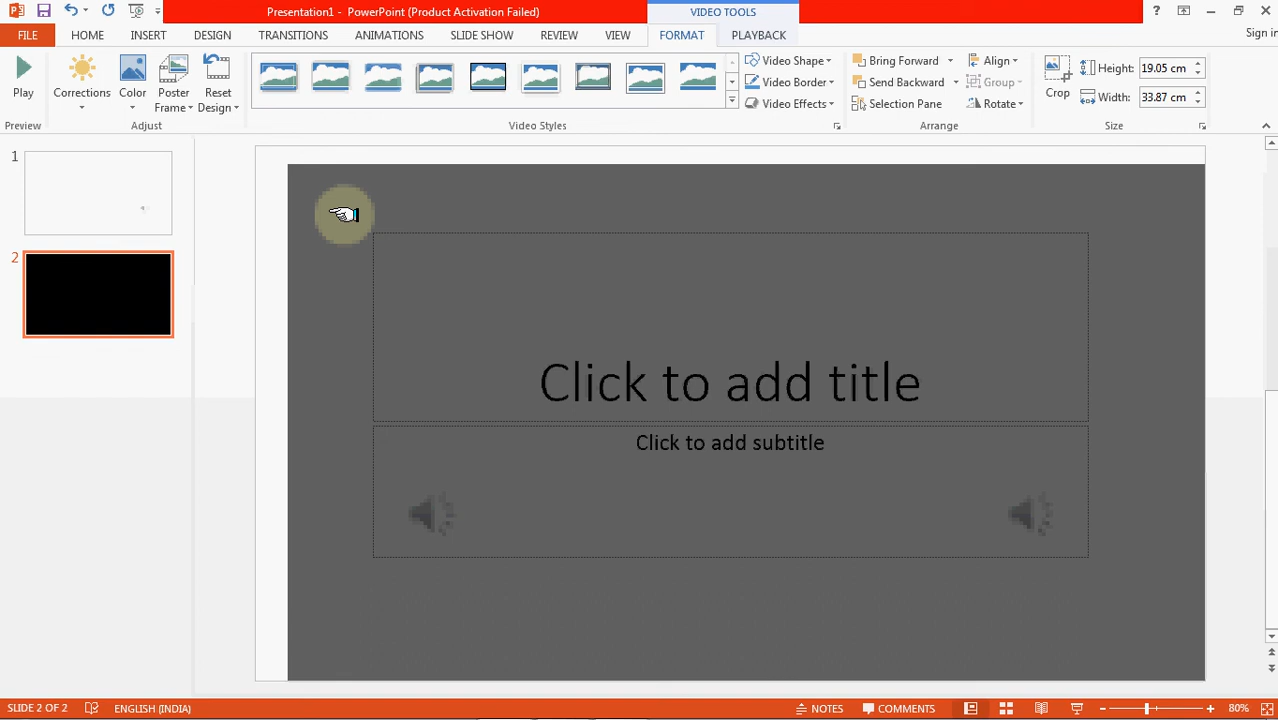 Presentation1 - PowerPoint (Product Activation Failed)
VIDEO TOOLS
?
FILE
HOME
INSERT
DESIGN
TRANSITIONS
ANIMATIONS
SLIDE SHOW
REVIEW
VIEW
FORMAT
PLAYBACK
Sign in
Play
Corrections
Color
Poster Frame
Reset Design
Video Shape
Video Border
Video Effects
Bring Forward
Send Backward
Selection Pane
Align
Group
Rotate
Crop
Height: 19.05 cm
Width: 33.87 cm
Preview
Adjust
Video Styles
Arrange
Size
1
2
Click to add title
Click to add subtitle
SLIDE 2 OF 2
ENGLISH (INDIA)
NOTES
COMMENTS
80%